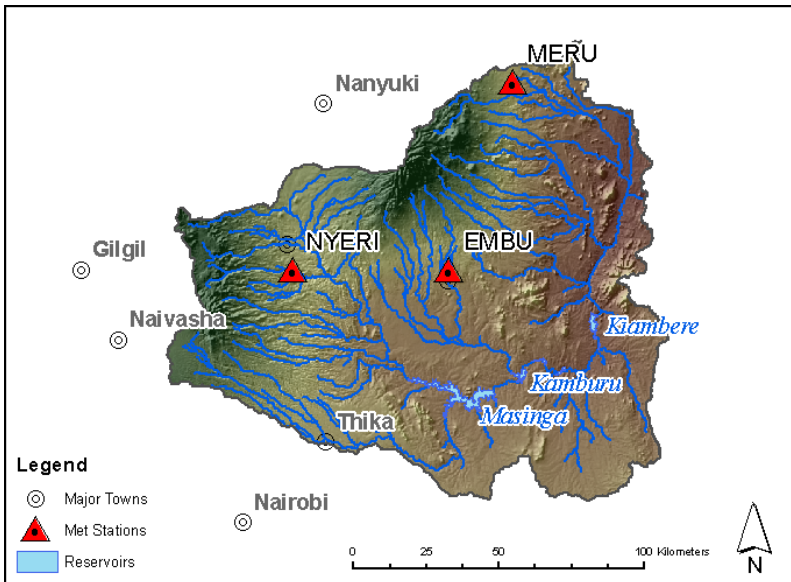 MERU
Nanyuki
NYERI
EMBU
Gilgil
Naivasha
Kiambere
Kamburu
Masinga
Thika
Legend
Major Towns
Nairobi
Met Stations
Reservoirs
0 25 50 100 Kilometers
N